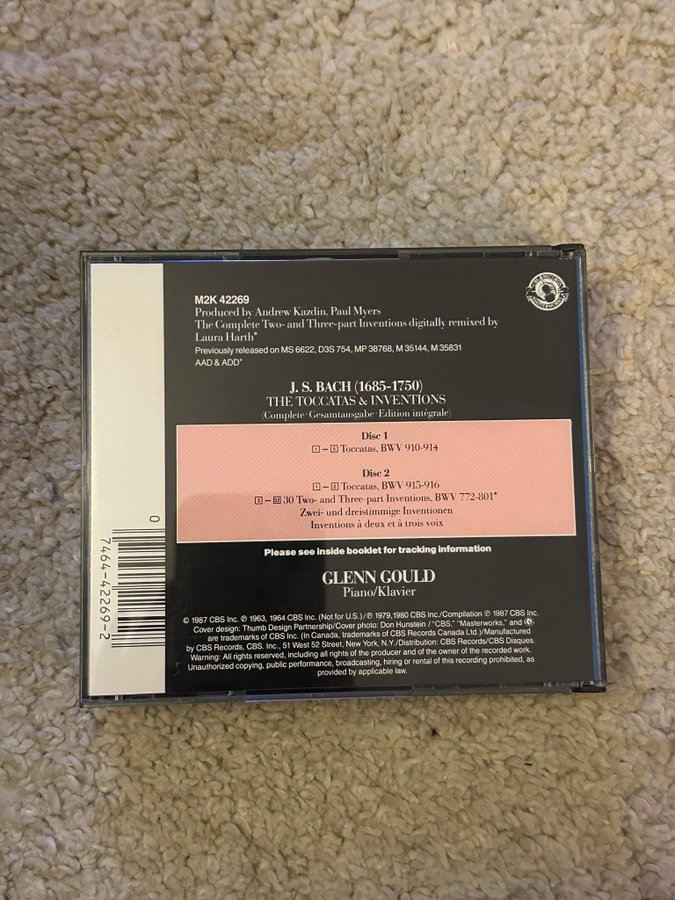 M2K 42269
Produced by Andrew Kazdin, Paul Myers
The Complete Two- and Three-part Inventions digitally remixed by
Laura Harth*
Previously released on MS 6622, D3S 754, MP 38768, M 35144, M 35831
AAD & ADD*
J. S. BACH (1685-1750)
THE TOCCATAS & INVENTIONS
(Complete · Gesamtausgabe · Edition intégrale)
Disc 1
1 – 5 Toccatas, BWV 910-914
Disc 2
1 – 2 Toccatas, BWV 915-916
3 – 32 30 Two- and Three-part Inventions, BWV 772-801*
Zwei- und dreistimmige Inventionen
Inventions à deux et à trois voix
Please see inside booklet for tracking information
GLENN GOULD
Piano/Klavier
© 1987 CBS Inc. ℗ 1963, 1964 CBS Inc. (Not for U.S.)/℗ 1979,1980 CBS Inc./Compilation ℗ 1987 CBS Inc.
Cover design: Thumb Design Partnership/Cover photo: Don Hunstein / "CBS," "Masterworks," and
are trademarks of CBS Inc. (In Canada, trademarks of CBS Records Canada Ltd.)/Manufactured
by CBS Records, CBS. Inc., 51 West 52 Street, New York, N.Y./Distribution: CBS Records/CBS Disques.
Warning: All rights reserved, including all rights of the producer and of the owner of the recorded work.
Unauthorized copying, public performance, broadcasting, hiring or rental of this recording prohibited, as
provided by applicable law.
0
7464-42269-2